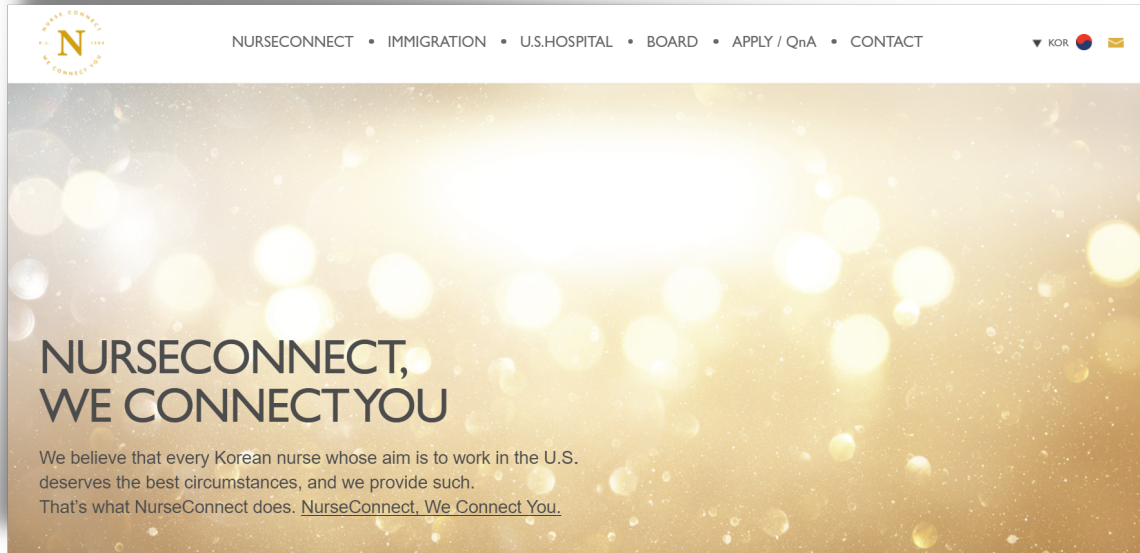 NURSE CONNECT
N
WE CONNECT YOU
NURSECONNECT • IMMIGRATION • U.S.HOSPITAL • BOARD • APPLY / QnA • CONTACT
▼ KOR
NURSECONNECT,
WE CONNECT YOU
We believe that every Korean nurse whose aim is to work in the U.S.
deserves the best circumstances, and we provide such.
That's what NurseConnect does. NurseConnect, We Connect You.